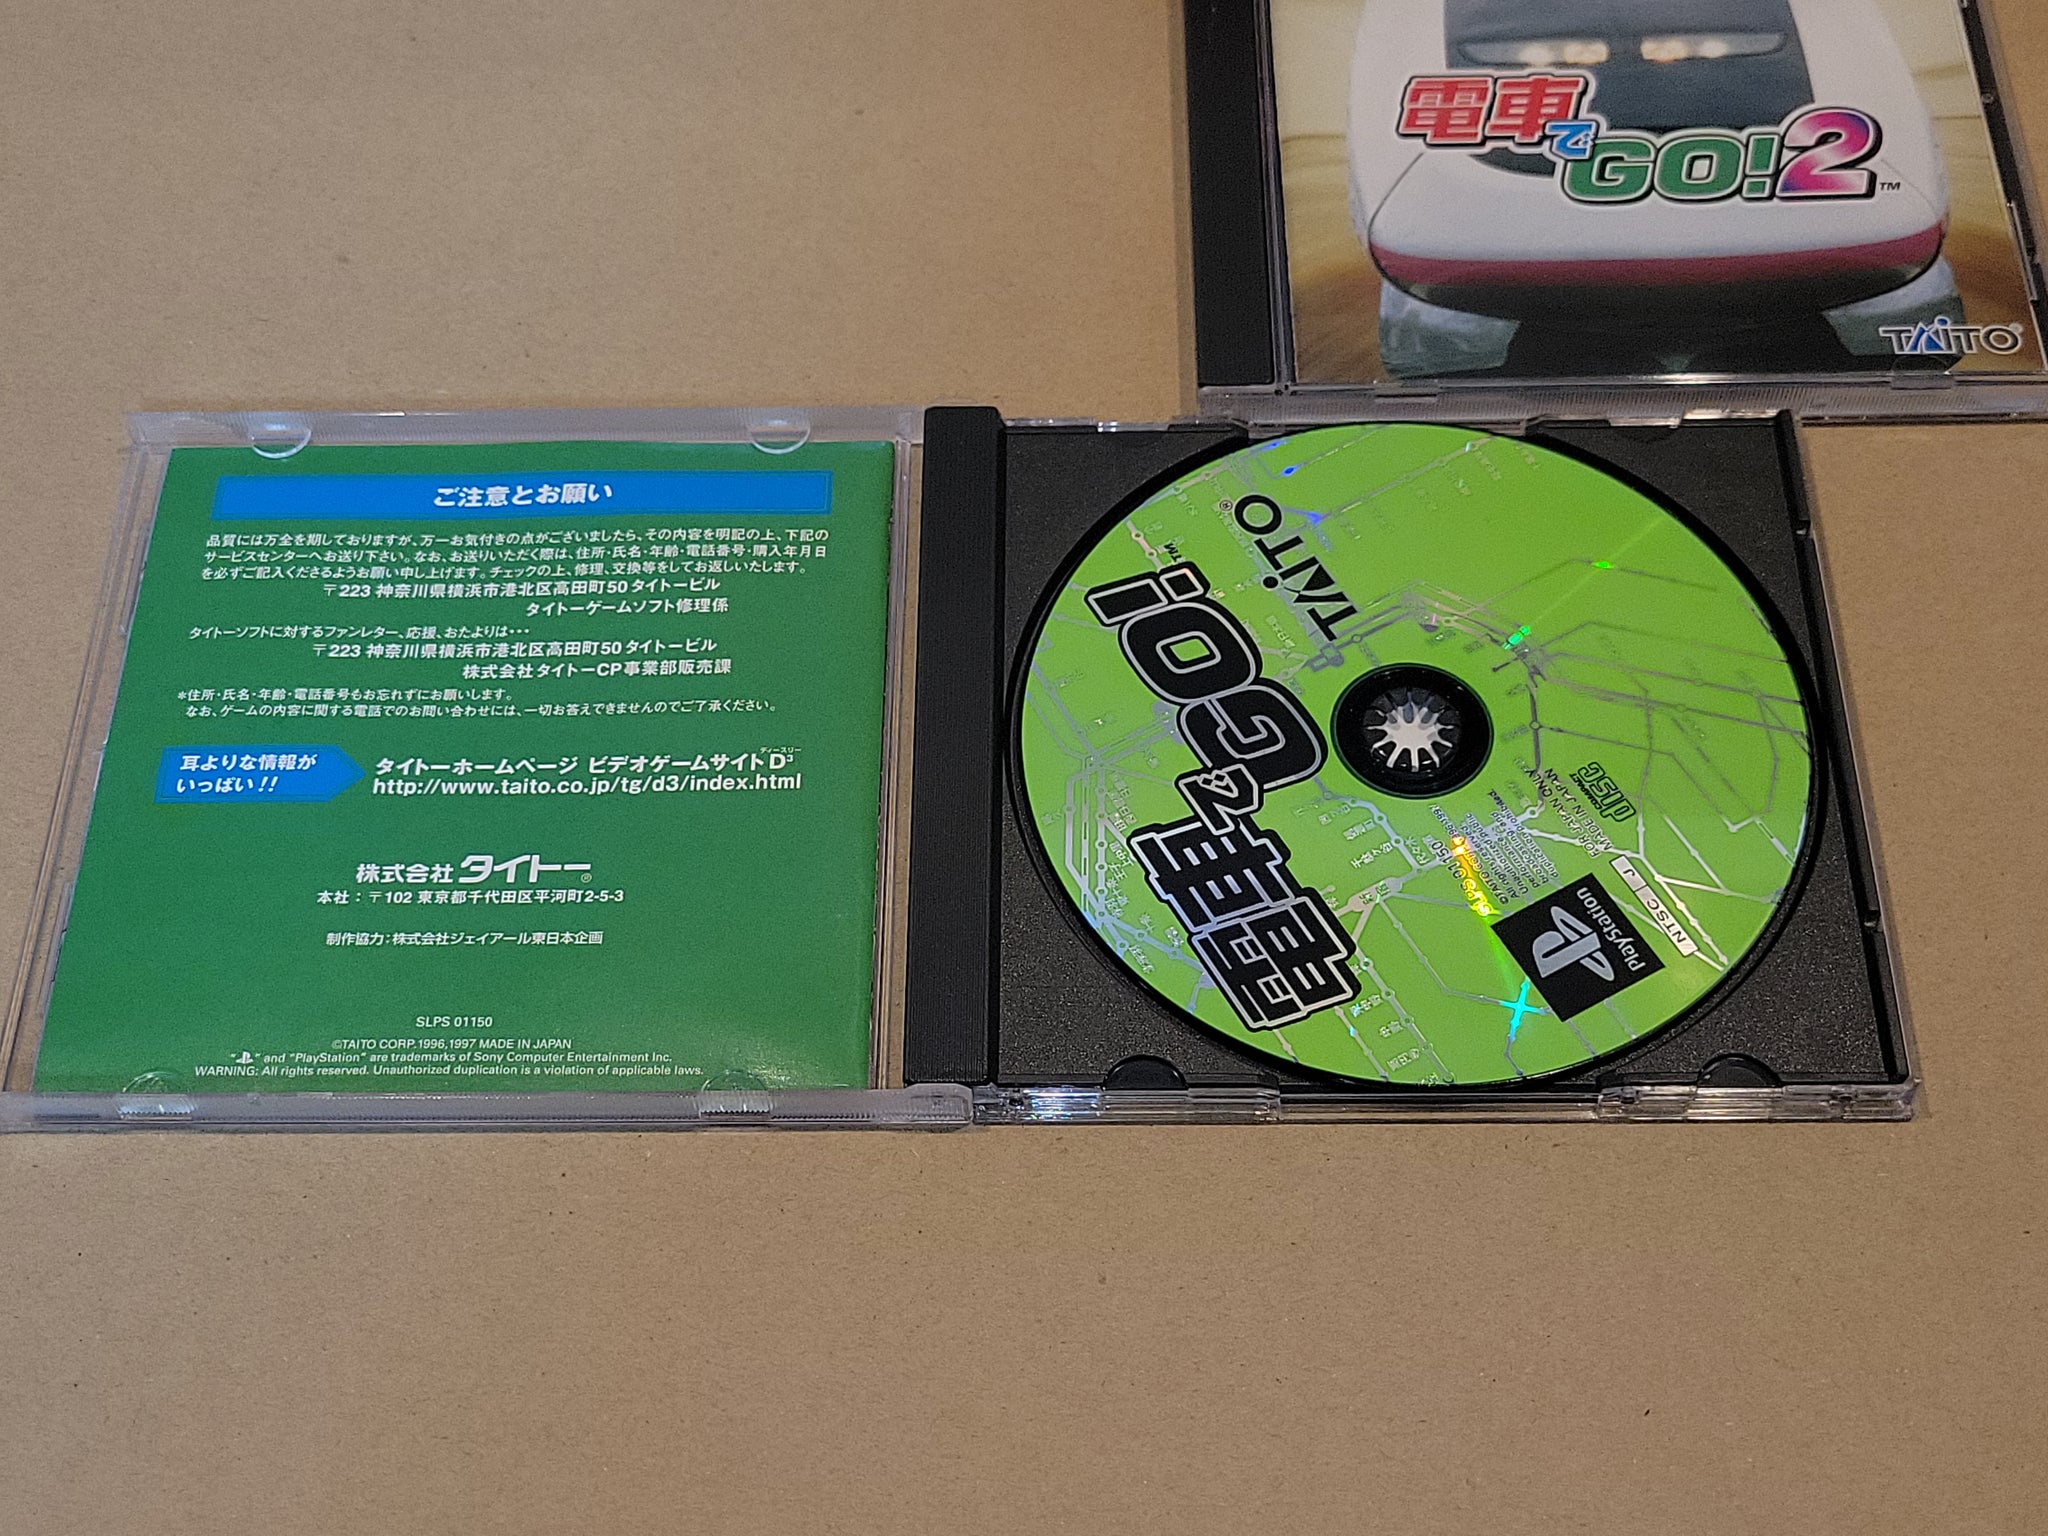 電車でGO!2™
TAITO®
ご注意とお願い
品質には万全を期しておりますが、万一お気付きの点がございましたら、その内容を明記の上、下記の
サービスセンターへお送り下さい。なお、お送りいただく際は、住所・氏名・年齢・電話番号・購入年月日
を必ずご記入くださるようお願い申し上げます。チェックの上、修理、交換等をしてお返しいたします。
〒223 神奈川県横浜市港北区高田町50 タイトービル
タイトーゲームソフト修理係
タイトーソフトに対するファンレター、応援、おたよりは・・・
〒223 神奈川県横浜市港北区高田町50 タイトービル
株式会社タイトーCP事業部販売課
*住所・氏名・年齢・電話番号もお忘れずにお願いします。
なお、ゲームの内容に関する電話でのお問い合わせには、一切お答えできませんのでご了承ください。
耳よりな情報が
いっぱい!!
ディースリー
タイトーホームページ ビデオゲームサイトD³
http://www.taito.co.jp/tg/d3/index.html
株式会社 タイトー®
本社：〒102 東京都千代田区平河町2-5-3
制作協力：株式会社ジェイアール東日本企画
SLPS 01150
©TAITO CORP.1996,1997 MADE IN JAPAN
" " and "PlayStation" are trademarks of Sony Computer Entertainment Inc.
WARNING: All rights reserved. Unauthorized duplication is a violation of applicable laws.
電車でGO!™
TAITO®
PlayStation
NTSC J
COMPACT
disc
FOR JAPAN ONLY
MADE IN JAPAN
SLPS-01150